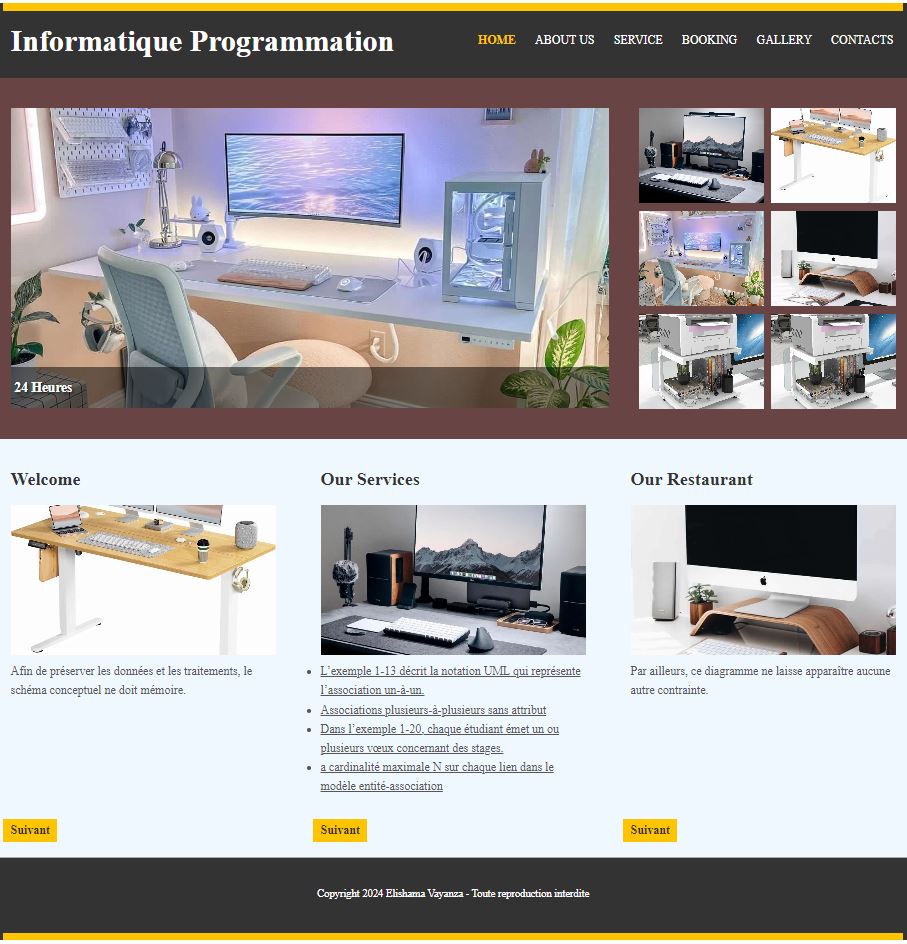 Informatique Programmation
HOME ABOUT US SERVICE BOOKING GALLERY CONTACTS
24 Heures
Welcome
Afin de préserver les données et les traitements, le
schéma conceptuel ne doit mémoire.
Suivant
Our Services
L’exemple 1-13 décrit la notation UML qui représente
l’association un-à-un.
Associations plusieurs-à-plusieurs sans attribut
Dans l’exemple 1-20, chaque étudiant émet un ou
plusieurs vœux concernant des stages.
a cardinalité maximale N sur chaque lien dans le
modèle entité-association
Suivant
Our Restaurant
Par ailleurs, ce diagramme ne laisse apparaître aucune
autre contrainte.
Suivant
Copyright 2024 Elishama Vayanza - Toute reproduction interdite